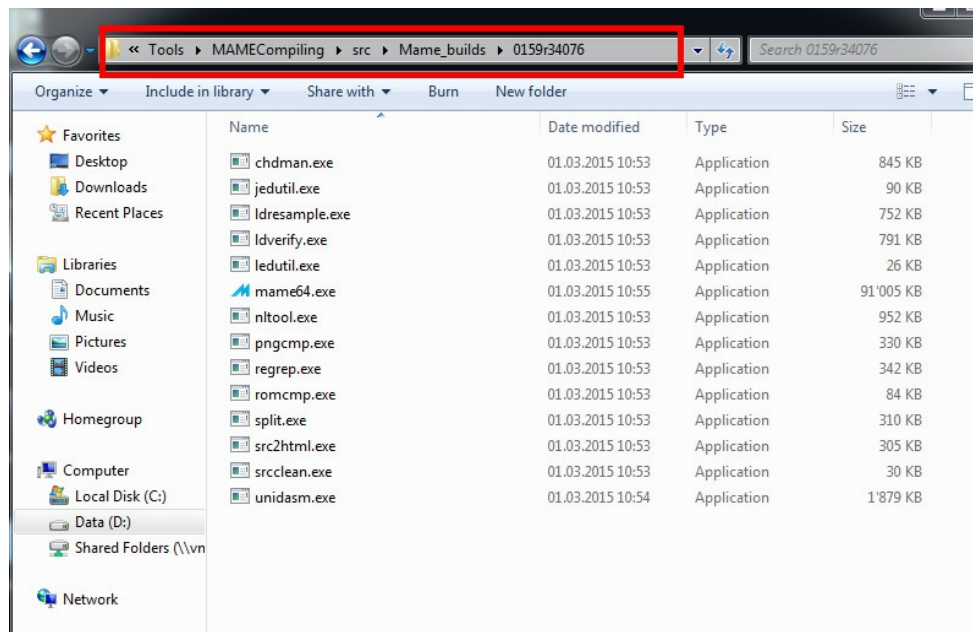 « Tools ▸ MAMECompiling ▸ src ▸ Mame_builds ▸ 0159r34076
Search 0159r34076
Organize Include in library Share with Burn New folder
Name Date modified Type Size
Favorites
Desktop
Downloads
Recent Places
Libraries
Documents
Music
Pictures
Videos
Homegroup
Computer
Local Disk (C:)
Data (D:)
Shared Folders (\\vn
Network
chdman.exe 01.03.2015 10:53 Application 845 KB
jedutil.exe 01.03.2015 10:53 Application 90 KB
ldresample.exe 01.03.2015 10:53 Application 752 KB
ldverify.exe 01.03.2015 10:53 Application 791 KB
ledutil.exe 01.03.2015 10:53 Application 26 KB
mame64.exe 01.03.2015 10:55 Application 91'005 KB
nltool.exe 01.03.2015 10:53 Application 952 KB
pngcmp.exe 01.03.2015 10:53 Application 330 KB
regrep.exe 01.03.2015 10:53 Application 342 KB
romcmp.exe 01.03.2015 10:53 Application 84 KB
split.exe 01.03.2015 10:53 Application 310 KB
src2html.exe 01.03.2015 10:53 Application 305 KB
srcclean.exe 01.03.2015 10:53 Application 30 KB
unidasm.exe 01.03.2015 10:54 Application 1'879 KB